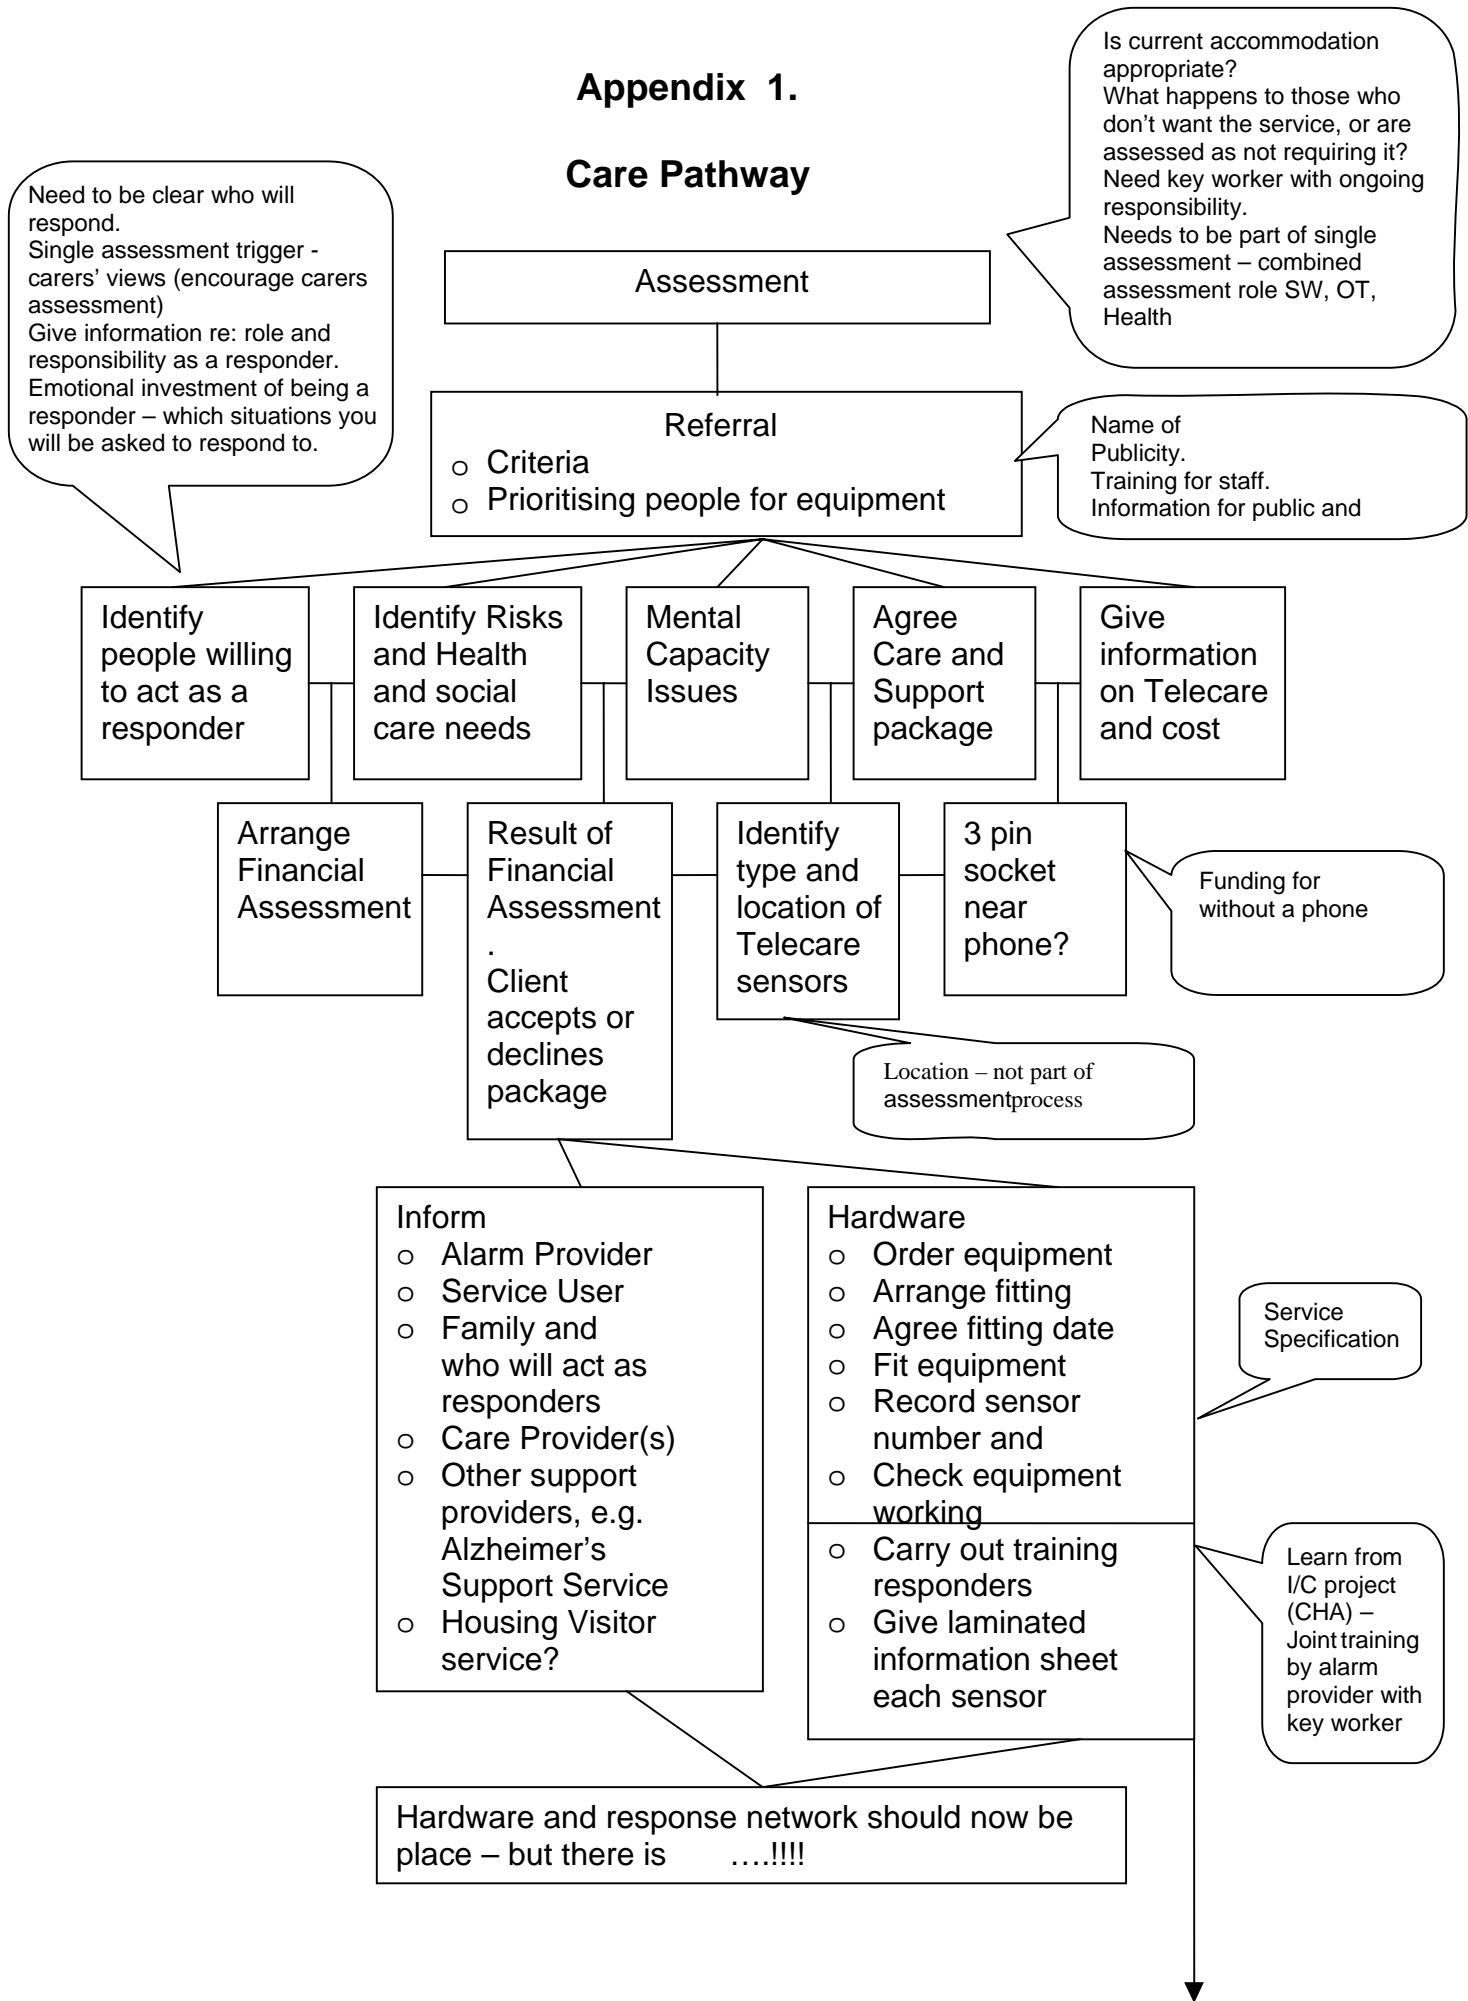 Appendix 1.
Care Pathway
Is current accommodation
appropriate?
What happens to those who
don't want the service, or are
assessed as not requiring it?
Need key worker with ongoing
responsibility.
Needs to be part of single
assessment – combined
assessment role SW, OT,
Health
Need to be clear who will
respond.
Single assessment trigger -
carers' views (encourage carers
assessment)
Give information re: role and
responsibility as a responder.
Emotional investment of being a
responder – which situations you
will be asked to respond to.
Assessment
Referral
o Criteria
o Prioritising people for equipment
Name of
Publicity.
Training for staff.
Information for public and
Identify
people willing
to act as a
responder
Identify Risks
and Health
and social
care needs
Mental
Capacity
Issues
Agree
Care and
Support
package
Give
information
on Telecare
and cost
Arrange
Financial
Assessment
Result of
Financial
Assessment
.
Client
accepts or
declines
package
Identify
type and
location of
Telecare
sensors
3 pin
socket
near
phone?
Funding for
without a phone
Location – not part of
assessmentprocess
Inform
o Alarm Provider
o Service User
o Family and
who will act as
responders
o Care Provider(s)
o Other support
providers, e.g.
Alzheimer's
Support Service
o Housing Visitor
service?
Hardware
o Order equipment
o Arrange fitting
o Agree fitting date
o Fit equipment
o Record sensor
number and
o Check equipment
working
o Carry out training
responders
o Give laminated
information sheet
each sensor
Service
Specification
Learn from
I/C project
(CHA) –
Joint training
by alarm
provider with
key worker
Hardware and response network should now be
place – but there is ....!!!!